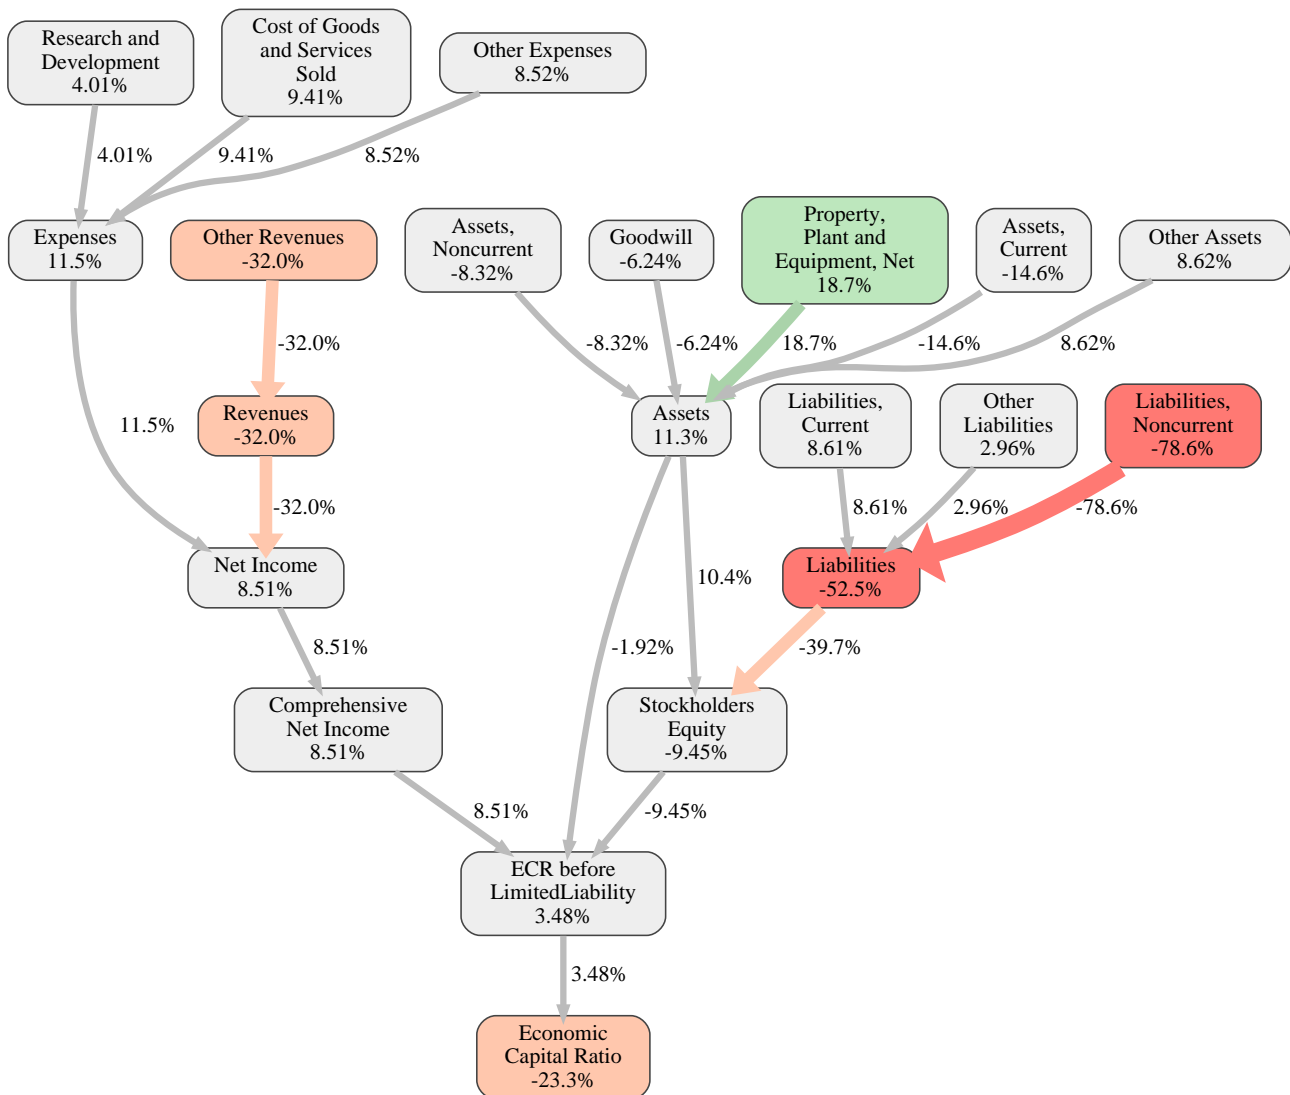 Research and
Development
4.01%
Cost of Goods
and Services
Sold
9.41%
Other Expenses
8.52%
4.01%
9.41%
8.52%
Expenses
11.5%
Other Revenues
-32.0%
Assets,
Noncurrent
-8.32%
Goodwill
-6.24%
Property,
Plant and
Equipment, Net
18.7%
Assets,
Current
-14.6%
Other Assets
8.62%
-32.0%
-8.32%
-6.24%
18.7%
-14.6%
8.62%
11.5%
Revenues
-32.0%
Assets
11.3%
Liabilities,
Current
8.61%
Other
Liabilities
2.96%
Liabilities,
Noncurrent
-78.6%
-32.0%
8.61%
2.96%
-78.6%
Net Income
8.51%
10.4%
Liabilities
-52.5%
8.51%
-1.92%
-39.7%
Comprehensive
Net Income
8.51%
Stockholders
Equity
-9.45%
8.51%
-9.45%
ECR before
LimitedLiability
3.48%
3.48%
Economic
Capital Ratio
-23.3%